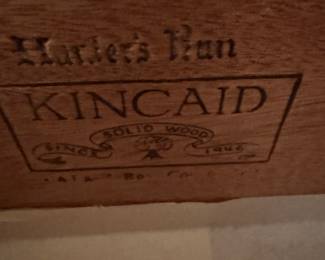 Hunter's Run
KINCAID
SOLID WOOD
SINCE 1946